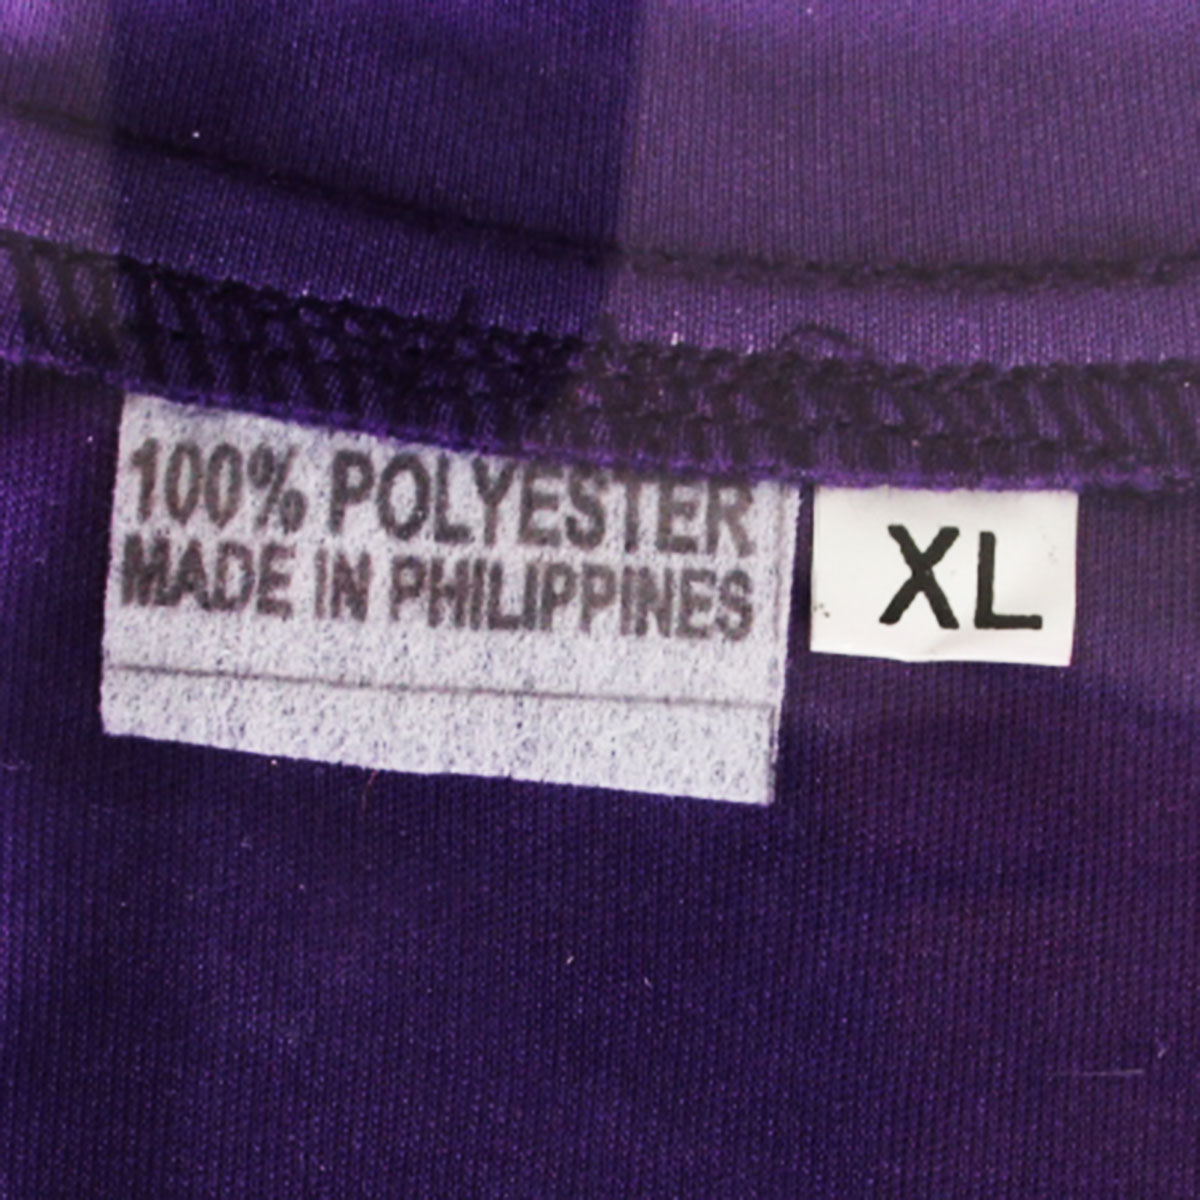 100% POLYESTER
MADE IN PHILIPPINES
XL